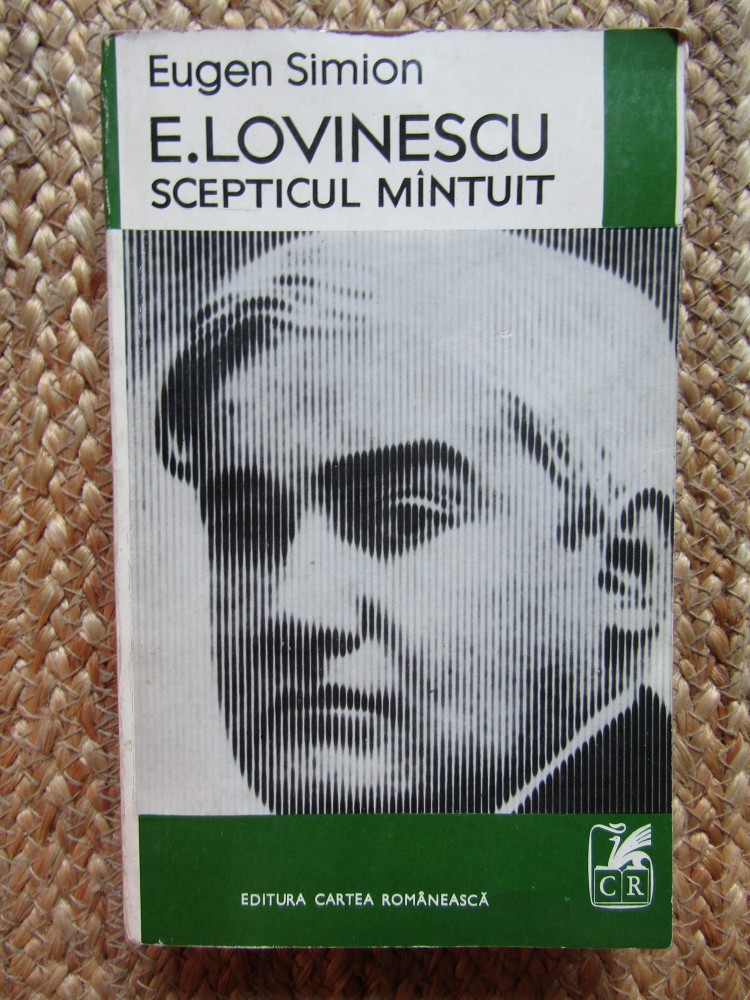 Eugen Simion
E.LOVINESCU
SCEPTICUL MÎNTUIT
EDITURA CARTEA ROMÂNEASCĂ
CR